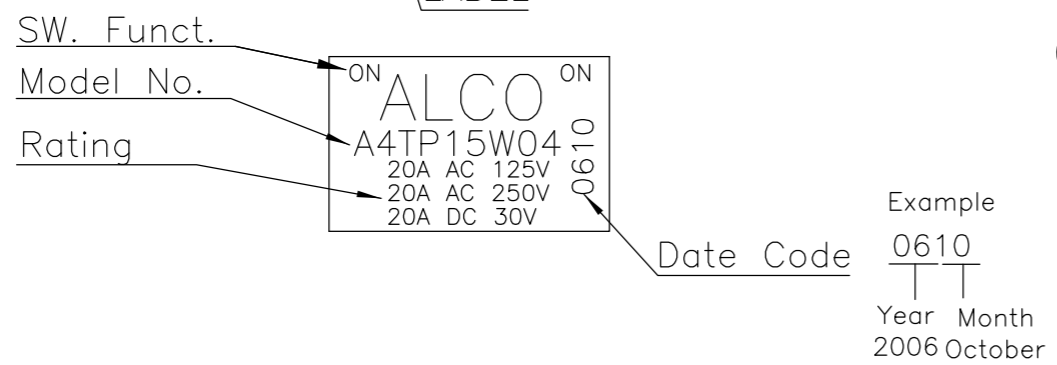 LABEL
SW. Funct.
Model No.
Rating
ON ALCO ON
A4TP15W04
20A AC 125V
20A AC 250V
20A DC 30V
0610
Date Code
Example
0610
Year Month
2006 October